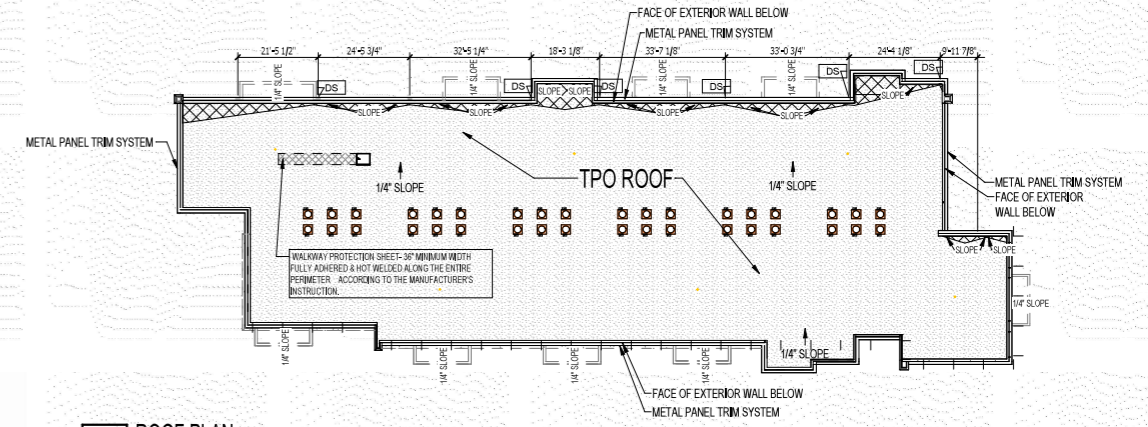 FACE OF EXTERIOR WALL BELOW
METAL PANEL TRIM SYSTEM
21'-5 1/2"
24'-5 3/4"
32'-5 1/4"
18'-3 1/8"
33'-7 1/8"
33'-0 3/4"
24'-4 1/8"
9'-11 7/8"
1/4" SLOPE
1/4" SLOPE
1/4" SLOPE
1/4" SLOPE
DS
DS
DS
DS
DS
DS
SLOPE
SLOPE
SLOPE
SLOPE
SLOPE
SLOPE
SLOPE
SLOPE
METAL PANEL TRIM SYSTEM
1/4" SLOPE
TPO ROOF
1/4" SLOPE
METAL PANEL TRIM SYSTEM
FACE OF EXTERIOR
WALL BELOW
SLOPE
SLOPE
WALKWAY PROTECTION SHEET- 36" MINIMUM WIDTH
FULLY ADHERED & HOT WELDED ALONG THE ENTIRE
PERIMETER ACCORDING TO THE MANUFACTURER'S
INSTRUCTION.
1/4" SLOPE
1/4" SLOPE
1/4" SLOPE
1/4" SLOPE
1/4" SLOPE
1/4" SLOPE
1/4" SLOPE
FACE OF EXTERIOR WALL BELOW
METAL PANEL TRIM SYSTEM
ROOF PLAN